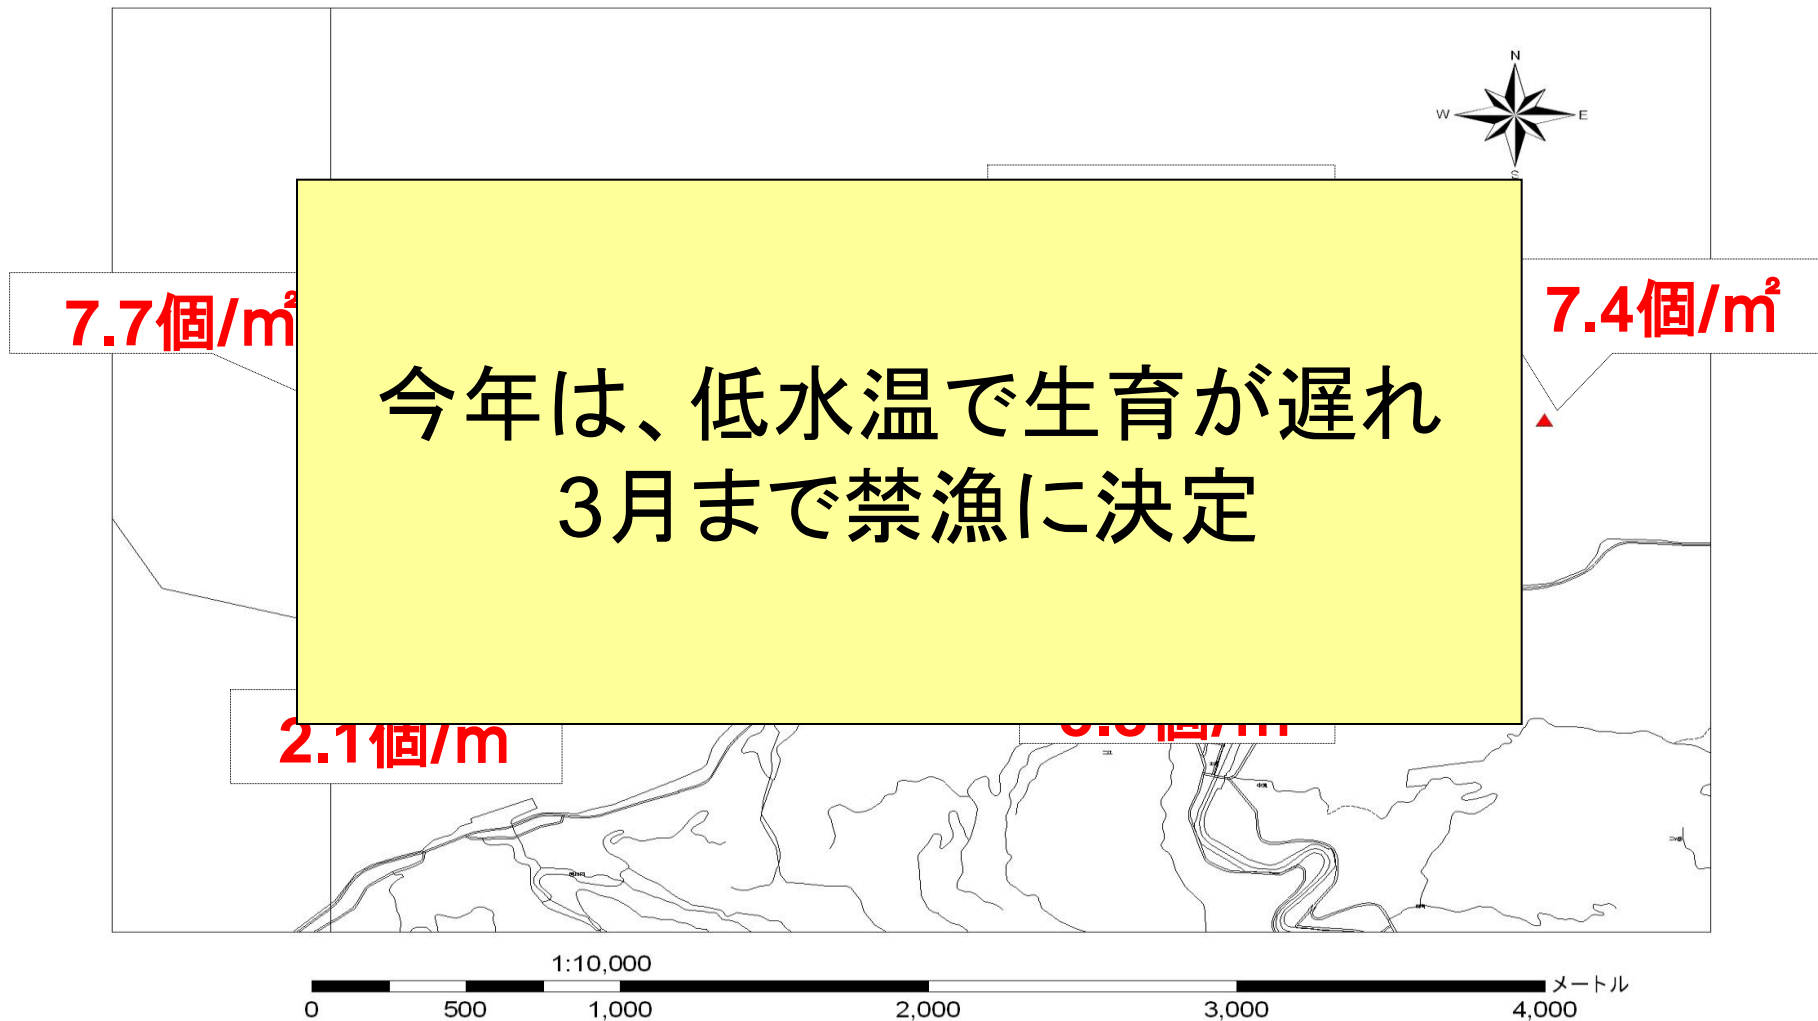 N
W
E
S
7.7個/㎡
7.4個/㎡
今年は、低水温で生育が遅れ
3月まで禁漁に決定
2.1個/m
1:10,000
メートル
0 500 1,000 2,000 3,000 4,000